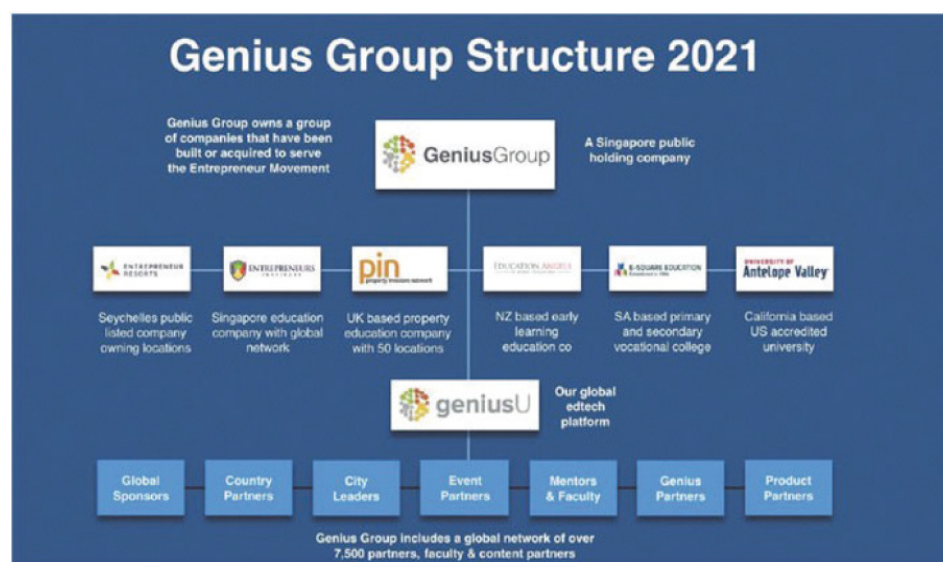 Genius Group Structure 2021
Genius Group owns a group
of companies that have been
built or acquired to serve
the Entrepreneur Movement
GeniusGroup
A Singapore public
holding company
ENTREPRENEUR
RESORTS
ENTREPRENEURS
INSTITUTE
pin
property investors network
EDUCATION ANGELS
E-SQUARE EDUCATION
UNIVERSITY OF
Antelope Valley
Seychelles public
listed company
owning locations
Singapore education
company with global
network
UK based property
education company
with 50 locations
NZ based early
learning
education co
SA based primary
and secondary
vocational college
California based
US accredited
university
geniusU
Our global
edtech
platform
Global
Sponsors
Country
Partners
City
Leaders
Event
Partners
Mentors
& Faculty
Genius
Partners
Product
Partners
Genius Group includes a global network of over
7,500 partners, faculty & content partners